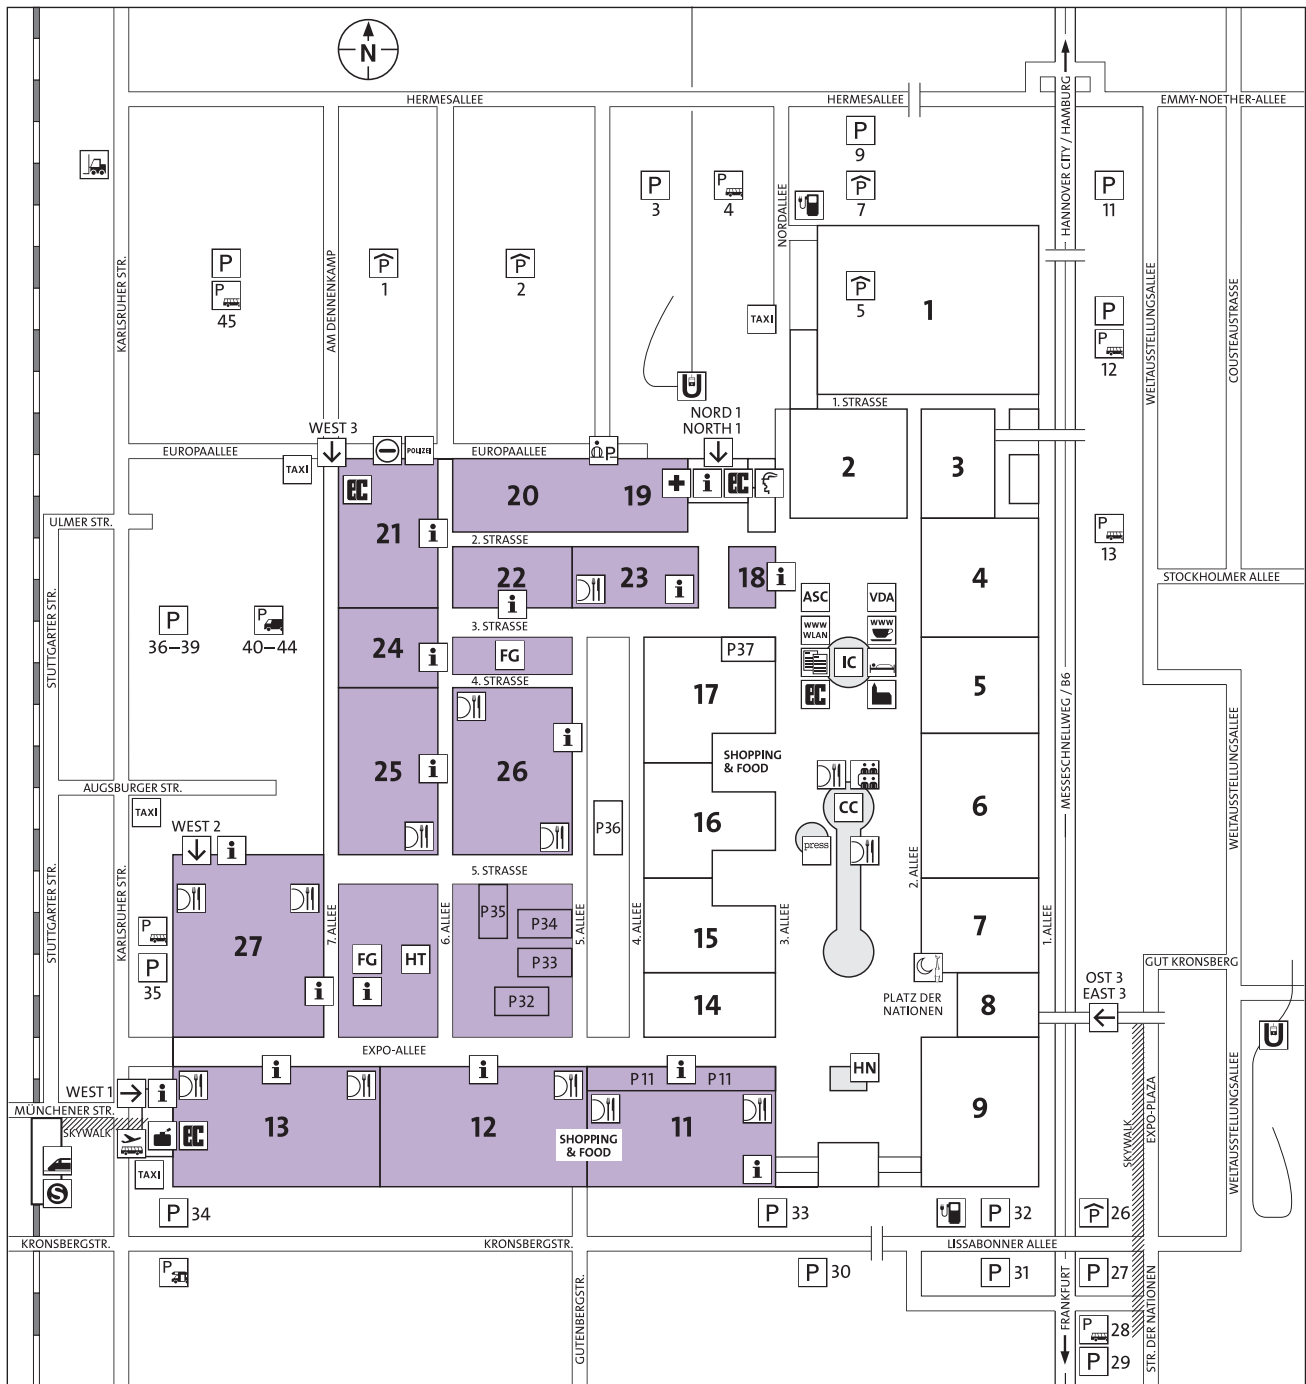 N
HERMESALLEE
HERMESALLEE
EMMY-NOETHER-ALLEE
HANNOVER CITY / HAMBURG
KARLSRUHER STR.
AM DENNENKAMP
NORDALLEE
WELTAUSSTELLUNGSALLEE
COUSTEAUSTRASSE
P
9
P
3
P
4
P
7
P
11
P
P
45
P
1
P
2
P
5
1
TAXI
P
P
12
U
1. STRASSE
NORD 1
NORTH 1
WEST 3
EUROPAALLEE
POLIZEI
EUROPAALLEE
P
TAXI
2
3
EC
20
19
i
EC
ULMER STR.
21
i
2. STRASSE
P
13
22
23
18
i
i
i
4
STOCKHOLMER ALLEE
ASC
VDA
STUTTGARTER STR.
P
36–39
P
40–44
3. STRASSE
WWW
WLAN
WWW
24
i
FG
P37
IC
4. STRASSE
17
EC
5
MESSESCHNELLWEG / B6
WELTAUSSTELLUNGSALLEE
25
i
26
i
SHOPPING
& FOOD
AUGSBURGER STR.
TAXI
CC
6
WEST 2
i
P36
16
press
5. STRASSE
STUTTGARTER STR.
KARLSRUHER STR.
7. ALLEE
6. ALLEE
5. ALLEE
4. ALLEE
3. ALLEE
2. ALLEE
1. ALLEE
P
P
35
27
i
P35
P34
15
7
FG
HT
i
P33
P32
14
PLATZ DER
NATIONEN
8
OST 3
EAST 3
GUT KRONSBERG
U
EXPO-ALLEE
WEST 1
i
MÜNCHENER STR.
SKYWALK
i
i
P 11
i
P 11
HN
EC
13
12
11
9
SHOPPING
& FOOD
i
SKYWALK
EXPO-PLAZA
WELTAUSSTELLUNGSALLEE
S
TAXI
P 34
P 33
P 32
P 26
KRONSBERGSTR.
KRONSBERGSTR.
LISSABONNER ALLEE
P
P 30
P 31
P 27
GUTENBERGSTR.
FRANKFURT
P 28
P 29
STR. DER NATIONEN